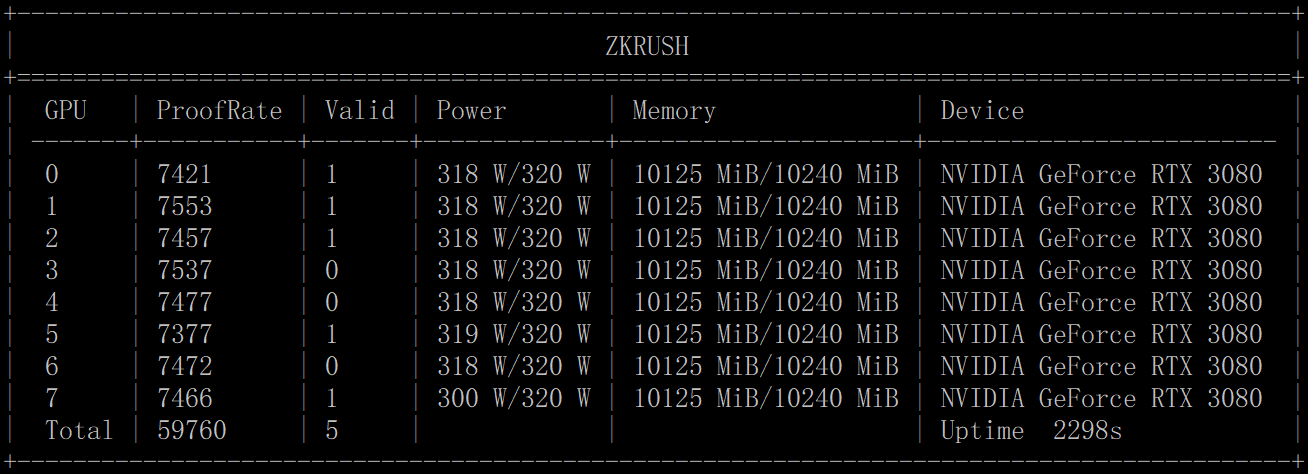 ZKRUSH
GPU | ProofRate | Valid | Power | Memory | Device
0 | 7421 | 1 | 318 W/320 W | 10125 MiB/10240 MiB | NVIDIA GeForce RTX 3080
1 | 7553 | 1 | 318 W/320 W | 10125 MiB/10240 MiB | NVIDIA GeForce RTX 3080
2 | 7457 | 1 | 318 W/320 W | 10125 MiB/10240 MiB | NVIDIA GeForce RTX 3080
3 | 7537 | 0 | 318 W/320 W | 10125 MiB/10240 MiB | NVIDIA GeForce RTX 3080
4 | 7477 | 0 | 318 W/320 W | 10125 MiB/10240 MiB | NVIDIA GeForce RTX 3080
5 | 7377 | 1 | 319 W/320 W | 10125 MiB/10240 MiB | NVIDIA GeForce RTX 3080
6 | 7472 | 0 | 318 W/320 W | 10125 MiB/10240 MiB | NVIDIA GeForce RTX 3080
7 | 7466 | 1 | 300 W/320 W | 10125 MiB/10240 MiB | NVIDIA GeForce RTX 3080
Total | 59760 | 5 | | | Uptime 2298s